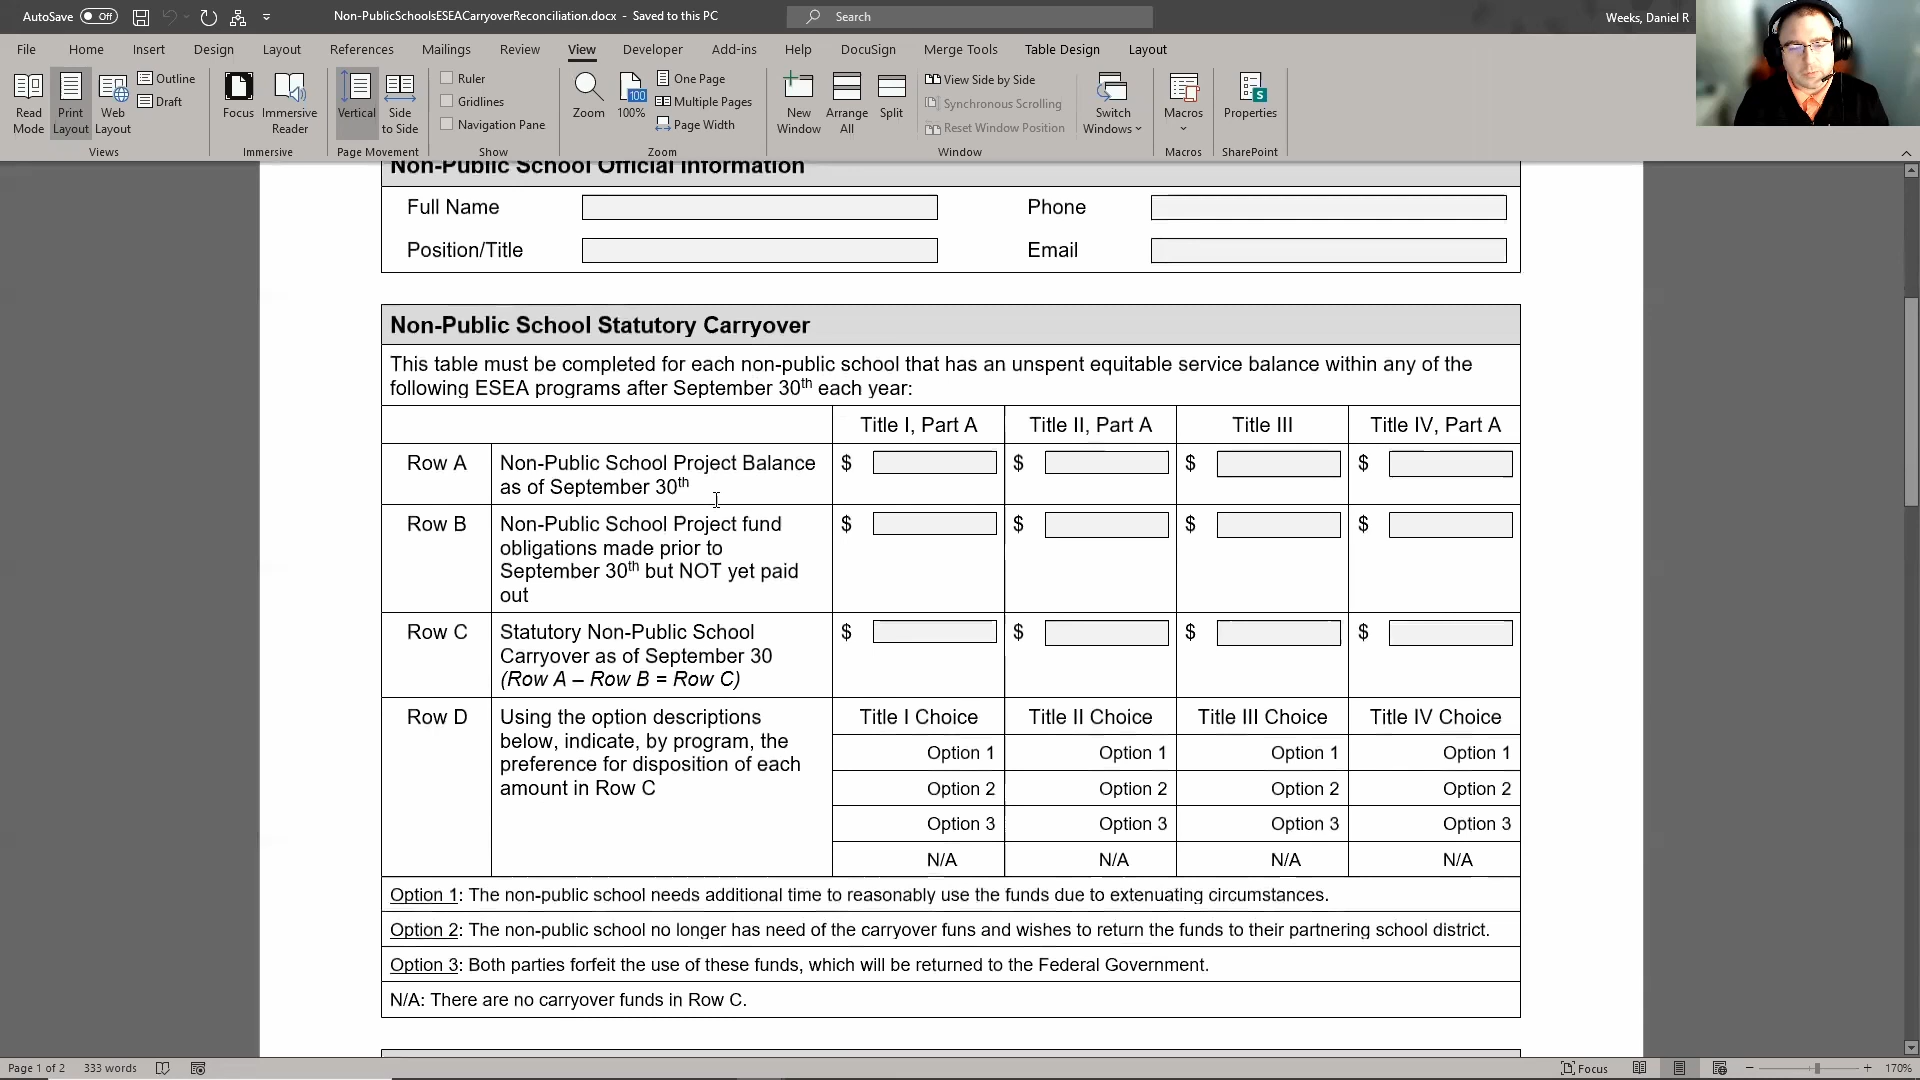 AutoSave Off Non-PublicSchoolsESEACarryoverReconciliation.docx - Saved to this PC Search Weeks, Daniel R
File Home Insert Design Layout References Mailings Review View Developer Add-ins Help DocuSign Merge Tools Table Design Layout
Read Mode
Print Layout
Web Layout
Outline
Draft
Views
Focus
Immersive Reader
Immersive
Vertical
Side to Side
Page Movement
Ruler
Gridlines
Navigation Pane
Show
Zoom
100
100%
One Page
Multiple Pages
Page Width
Zoom
New Window
Arrange All
Split
View Side by Side
Synchronous Scrolling
Reset Window Position
Switch Windows
Window
Macros
Macros
S
Properties
SharePoint
Non-Public School Official Information
Full Name Phone
Position/Title Email
Non-Public School Statutory Carryover
This table must be completed for each non-public school that has an unspent equitable service balance within any of the
following ESEA programs after September 30th each year:
Title I, Part A Title II, Part A Title III Title IV, Part A
Row A Non-Public School Project Balance $ $ $ $
as of September 30th
Row B Non-Public School Project fund $ $ $ $
obligations made prior to
September 30th but NOT yet paid
out
Row C Statutory Non-Public School $ $ $ $
Carryover as of September 30
(Row A – Row B = Row C)
Row D Using the option descriptions Title I Choice Title II Choice Title III Choice Title IV Choice
below, indicate, by program, the Option 1 Option 1 Option 1 Option 1
preference for disposition of each Option 2 Option 2 Option 2 Option 2
amount in Row C
Option 3 Option 3 Option 3 Option 3
N/A N/A N/A N/A
Option 1: The non-public school needs additional time to reasonably use the funds due to extenuating circumstances.
Option 2: The non-public school no longer has need of the carryover funs and wishes to return the funds to their partnering school district.
Option 3: Both parties forfeit the use of these funds, which will be returned to the Federal Government.
N/A: There are no carryover funds in Row C.
Page 1 of 2 333 words Focus 170%